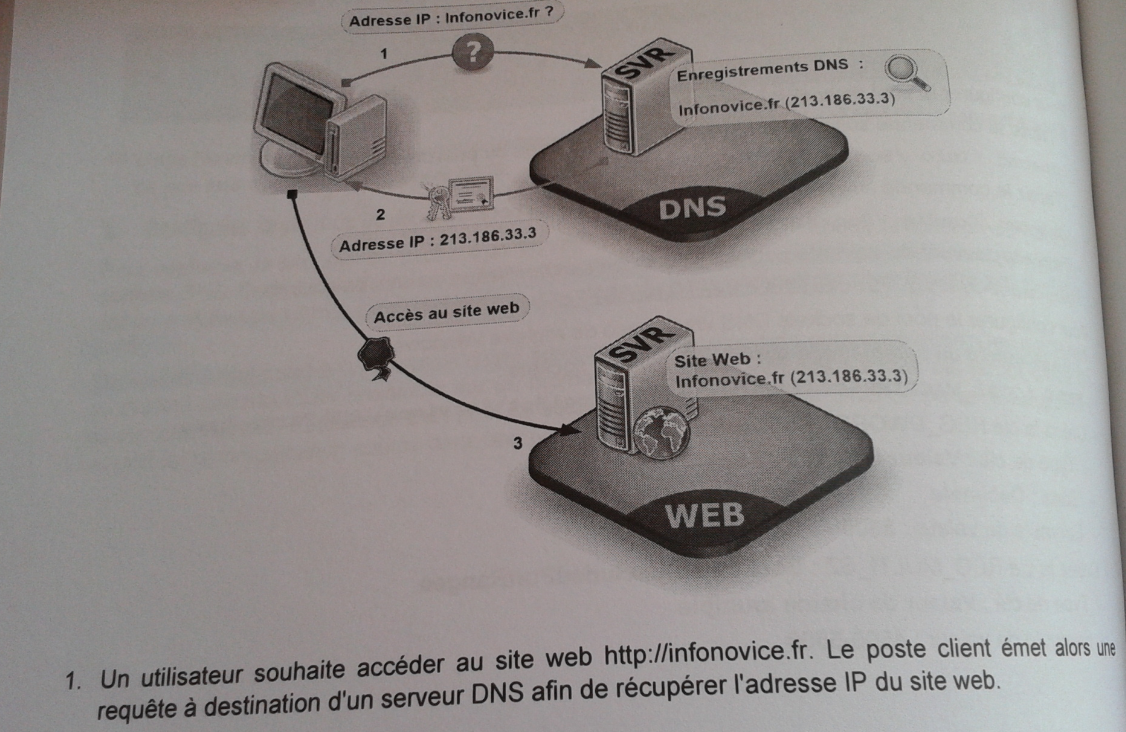 Adresse IP : Infonovice.fr ?
1
?
SVR
Enregistrements DNS :
Infonovice.fr (213.186.33.3)
DNS
2
Adresse IP : 213.186.33.3
Accès au site web
SVR
Site Web :
Infonovice.fr (213.186.33.3)
3
WEB
1. Un utilisateur souhaite accéder au site web http://infonovice.fr. Le poste client émet alors une
requête à destination d'un serveur DNS afin de récupérer l'adresse IP du site web.